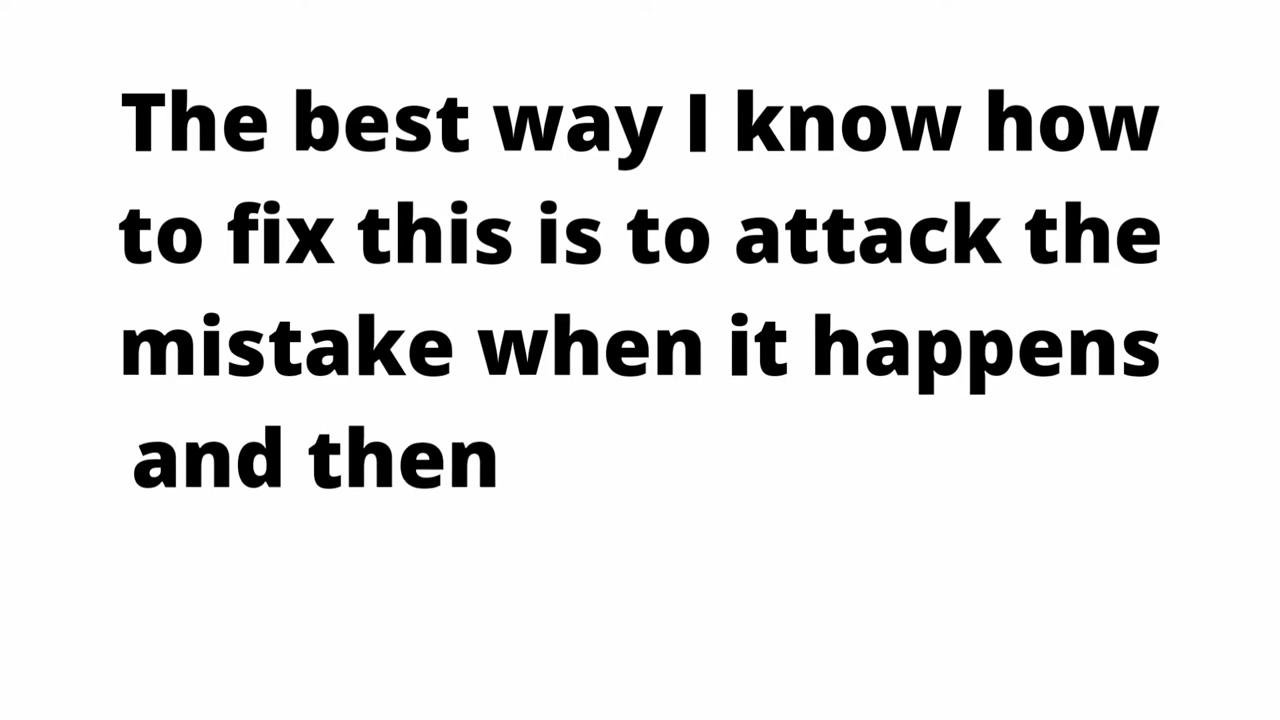 The best way I know how
to fix this is to attack the
mistake when it happens
and then